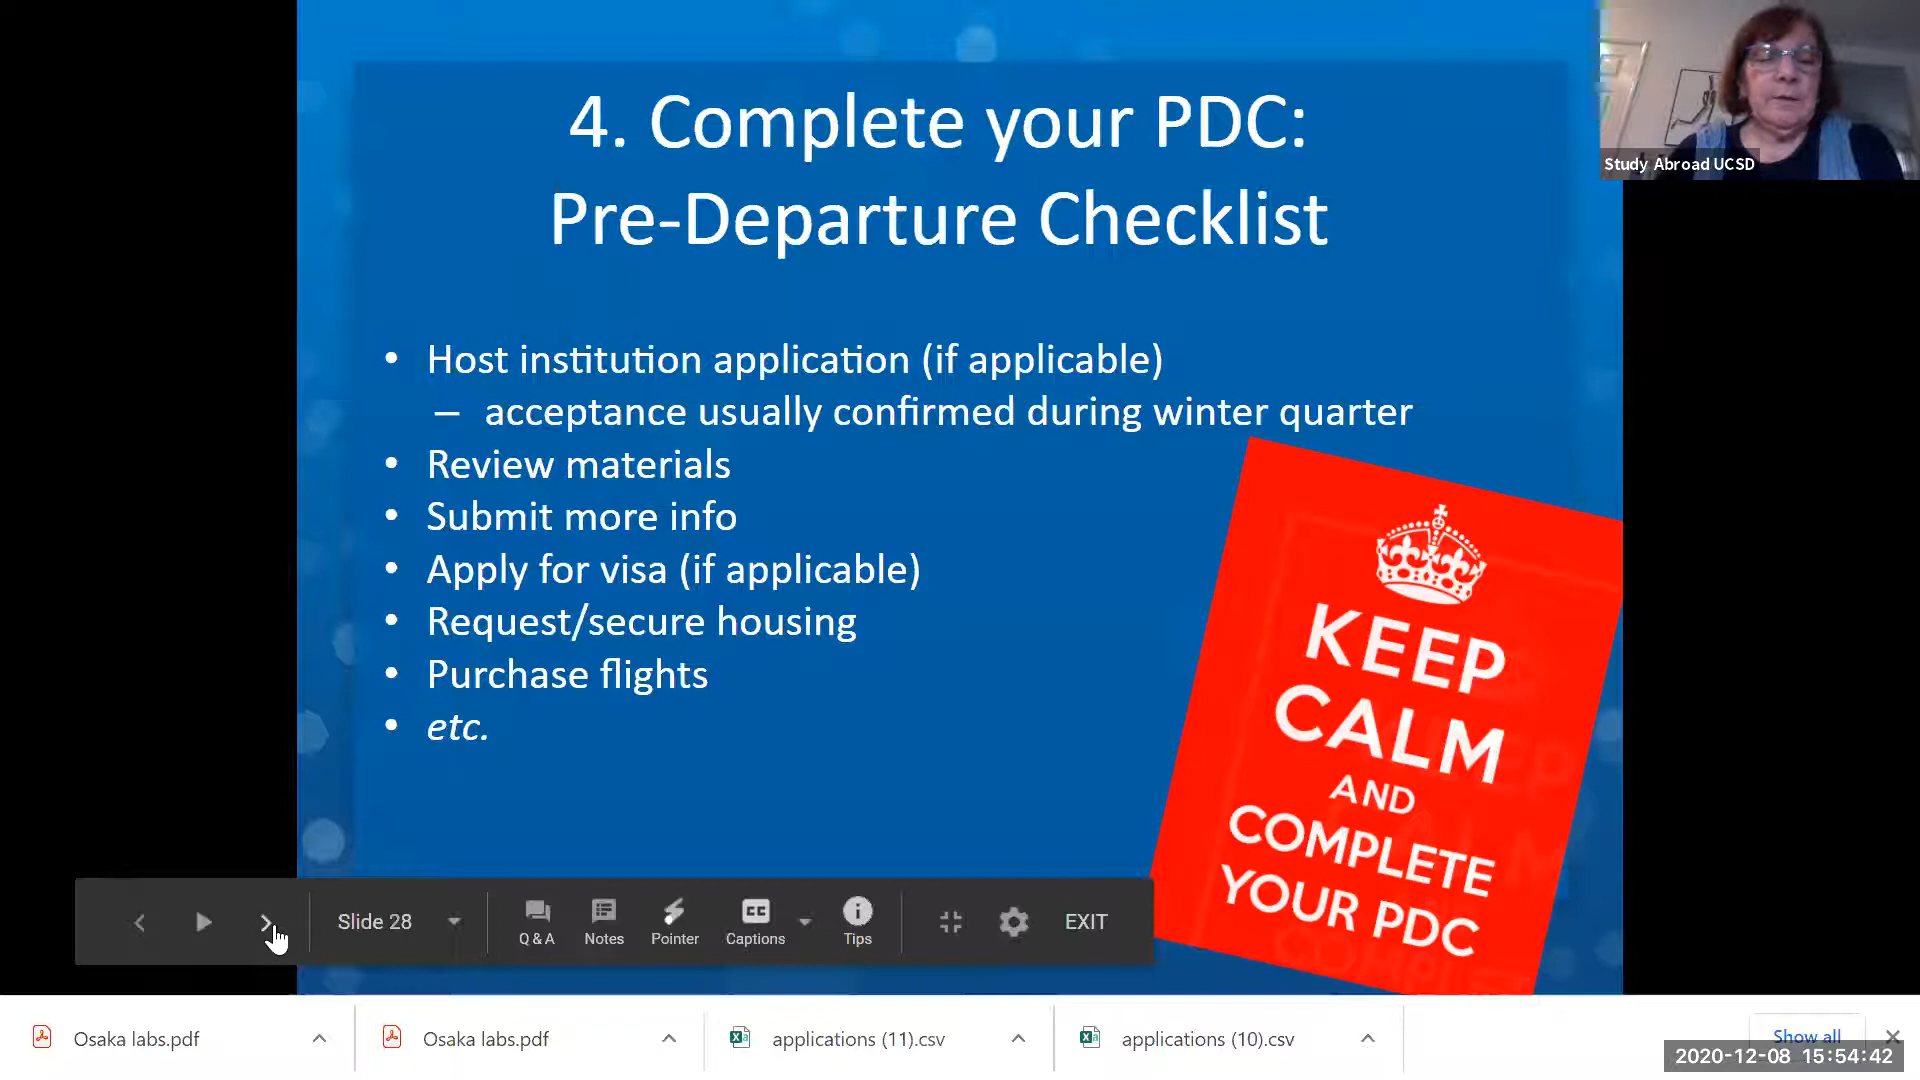 4. Complete your PDC:
Pre-Departure Checklist
Study Abroad UCSD
• Host institution application (if applicable)
– acceptance usually confirmed during winter quarter
• Review materials
• Submit more info
• Apply for visa (if applicable)
• Request/secure housing
• Purchase flights
• etc.
KEEP
CALM
AND
COMPLETE
YOUR PDC
Slide 28
Q & A
Notes
Pointer
CC
Captions
Tips
EXIT
Osaka labs.pdf
Osaka labs.pdf
applications (11).csv
applications (10).csv
Show all
2020-12-08 15:54:42